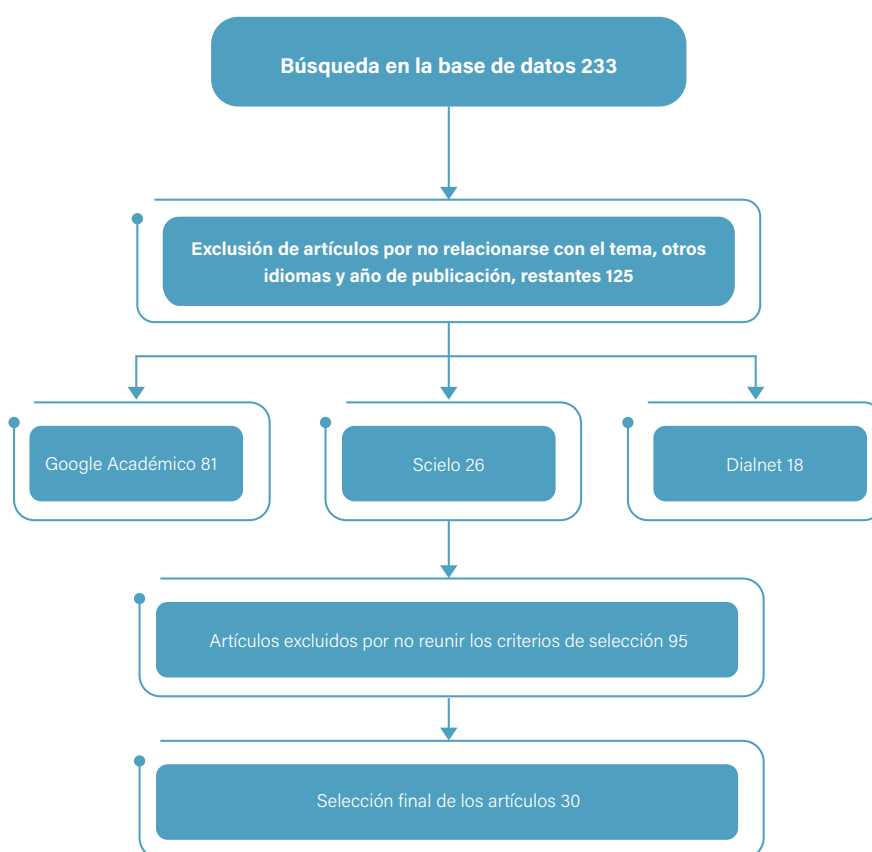 Búsqueda en la base de datos 233
Exclusión de artículos por no relacionarse con el tema, otros
idiomas y año de publicación, restantes 125
Google Académico 81
Scielo 26
Dialnet 18
Artículos excluidos por no reunir los criterios de selección 95
Selección final de los artículos 30